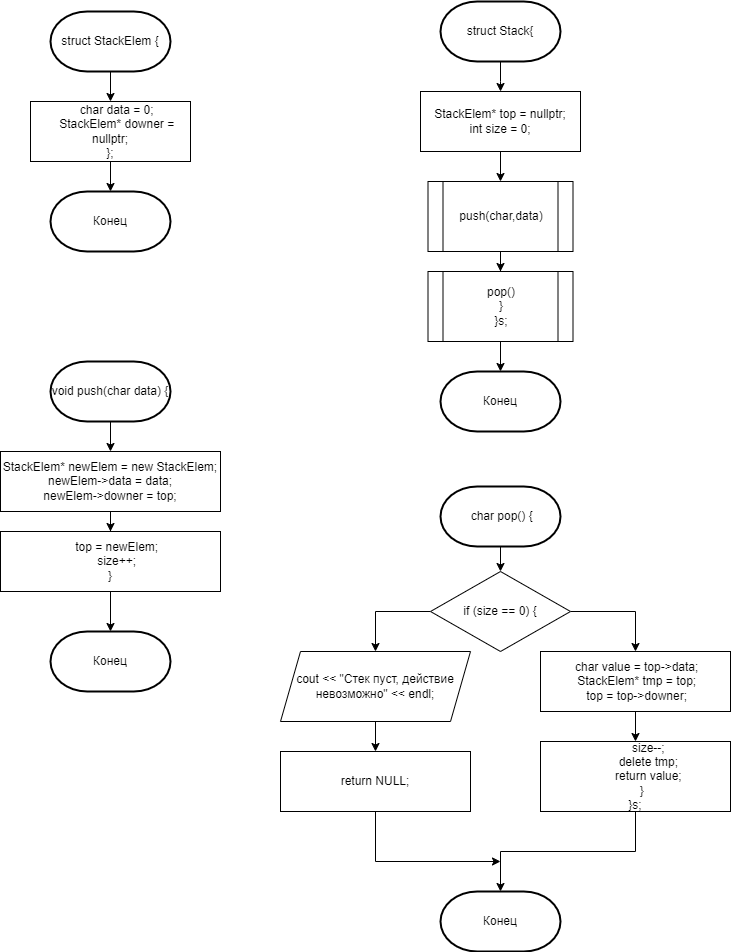 struct StackElem {
char data = 0;
StackElem* downer =
nullptr;
};
Конец
struct Stack{
StackElem* top = nullptr;
int size = 0;
push(char,data)
pop()
}
}s;
Конец
void push(char data) {
StackElem* newElem = new StackElem;
newElem->data = data;
newElem->downer = top;
top = newElem;
size++;
}
Конец
char pop() {
if (size == 0) {
cout << "Стек пуст, действие
невозможно" << endl;
return NULL;
char value = top->data;
StackElem* tmp = top;
top = top->downer;
size--;
delete tmp;
return value;
}
}s;
Конец